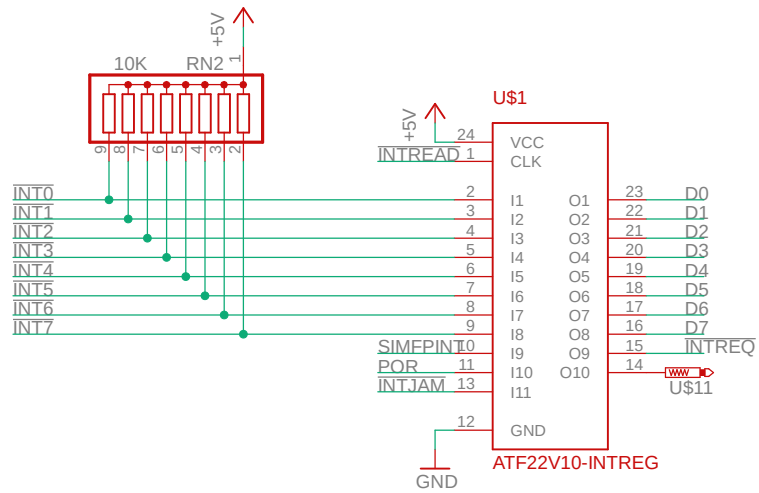 +5V
10K RN2 1
9 8 7 6 5 4 3 2
U$1
+5V
24 VCC
INTREAD 1 CLK
INT0 2 I1 O1 23 D0
INT1 3 I2 O2 22 D1
INT2 4 I3 O3 21 D2
INT3 5 I4 O4 20 D3
INT4 6 I5 O5 19 D4
INT5 7 I6 O6 18 D5
INT6 8 I7 O7 17 D6
INT7 9 I8 O8 16 D7
SIMFPINT 10 I9 O9 15 INTREQ
POR 11 I10 O10 14
INTJAM 13 I11 U$11
12 GND
ATF22V10-INTREG
GND